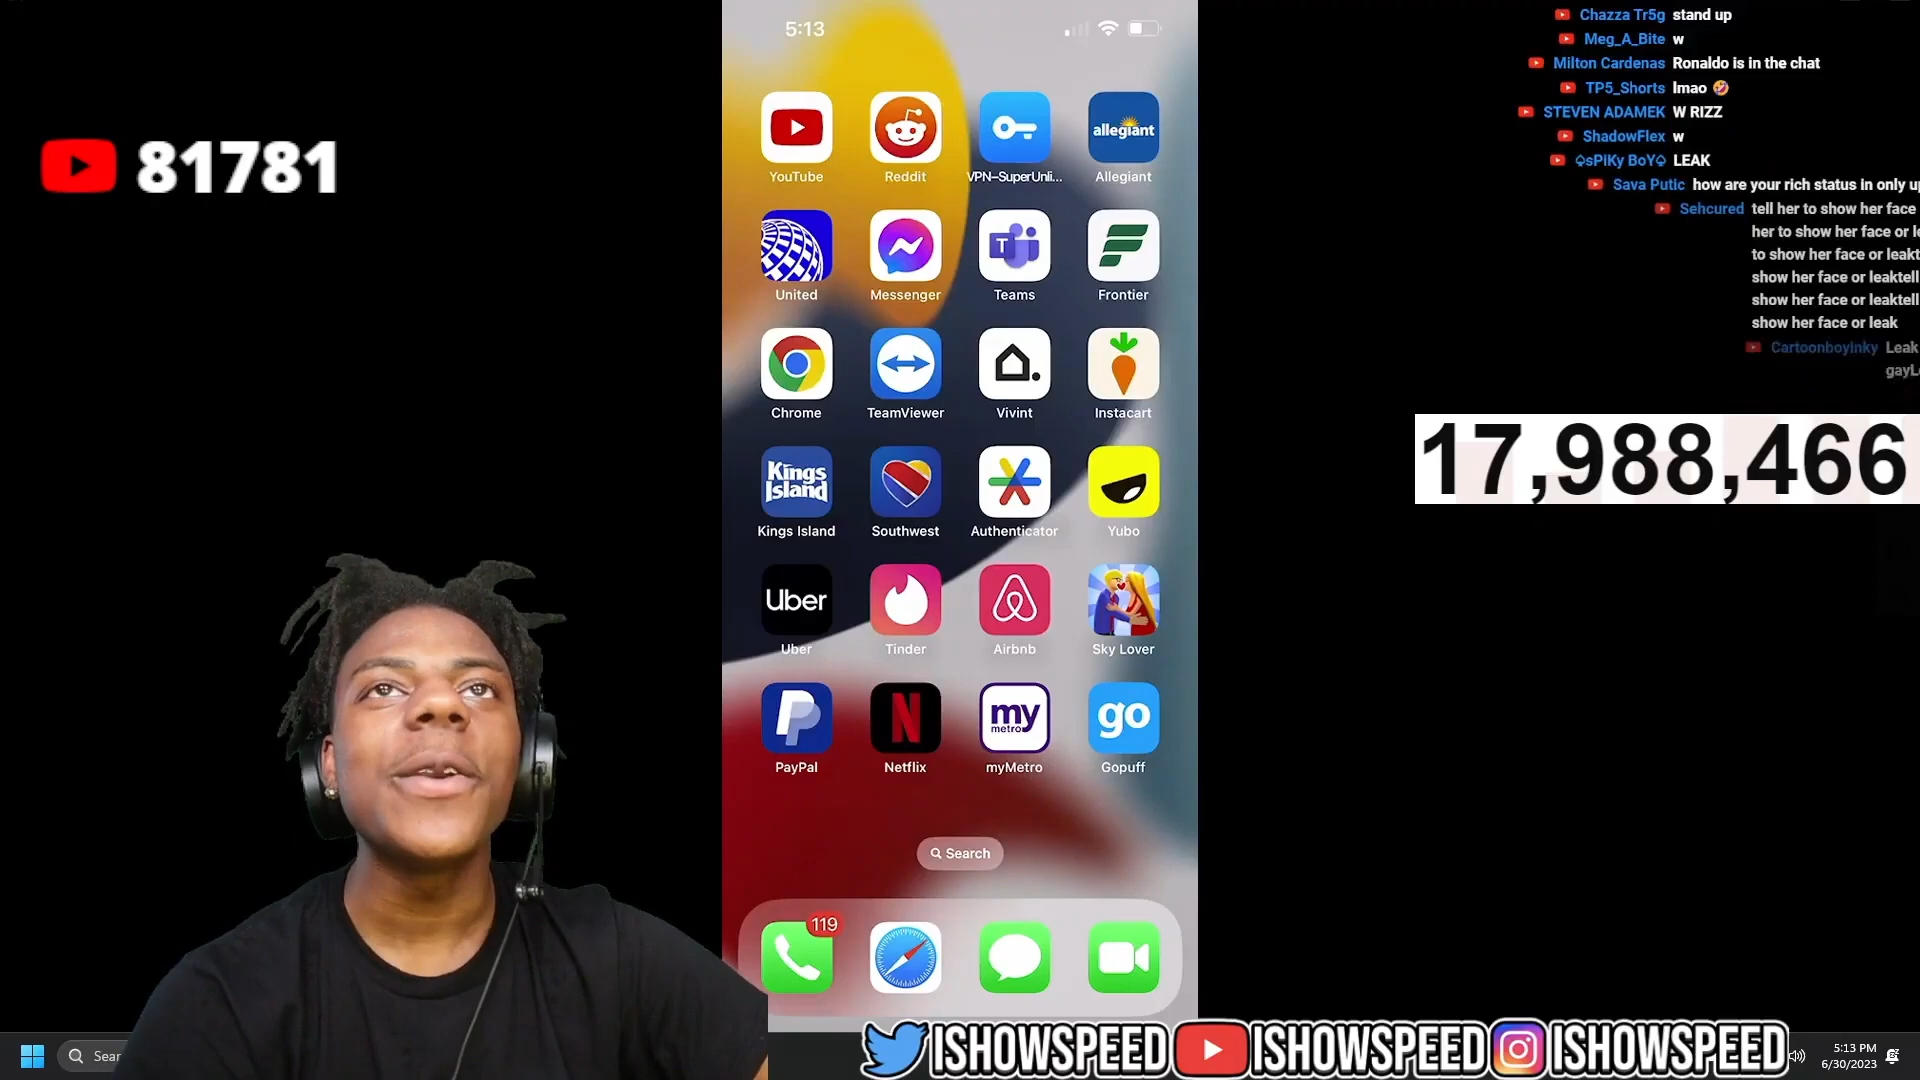 81781
5:13
YouTube
Reddit
VPN–SuperUnli...
allegiant
Allegiant
United
Messenger
T
Teams
Frontier
Chrome
TeamViewer
Vivint
Instacart
Kings
Island
Kings Island
Southwest
Authenticator
Yubo
Uber
Uber
Tinder
Airbnb
Sky Lover
PayPal
Netflix
my
metro
myMetro
go
Gopuff
Search
119
Chazza Tr5g stand up
Meg_A_Bite w
Milton Cardenas Ronaldo is in the chat
TP5_Shorts lmao 🤣
STEVEN ADAMEK W RIZZ
ShadowFlex w
♤sPiKy BoY♤ LEAK
Sava Putic how are your rich status in only up
Sehcured tell her to show her face
her to show her face or le
to show her face or leakt
show her face or leaktell
show her face or leaktell
show her face or leak
CartoonboyInky Leak
gayL
17,988,466
Sear
ISHOWSPEED ISHOWSPEED ISHOWSPEED
5:13 PM
6/30/2023